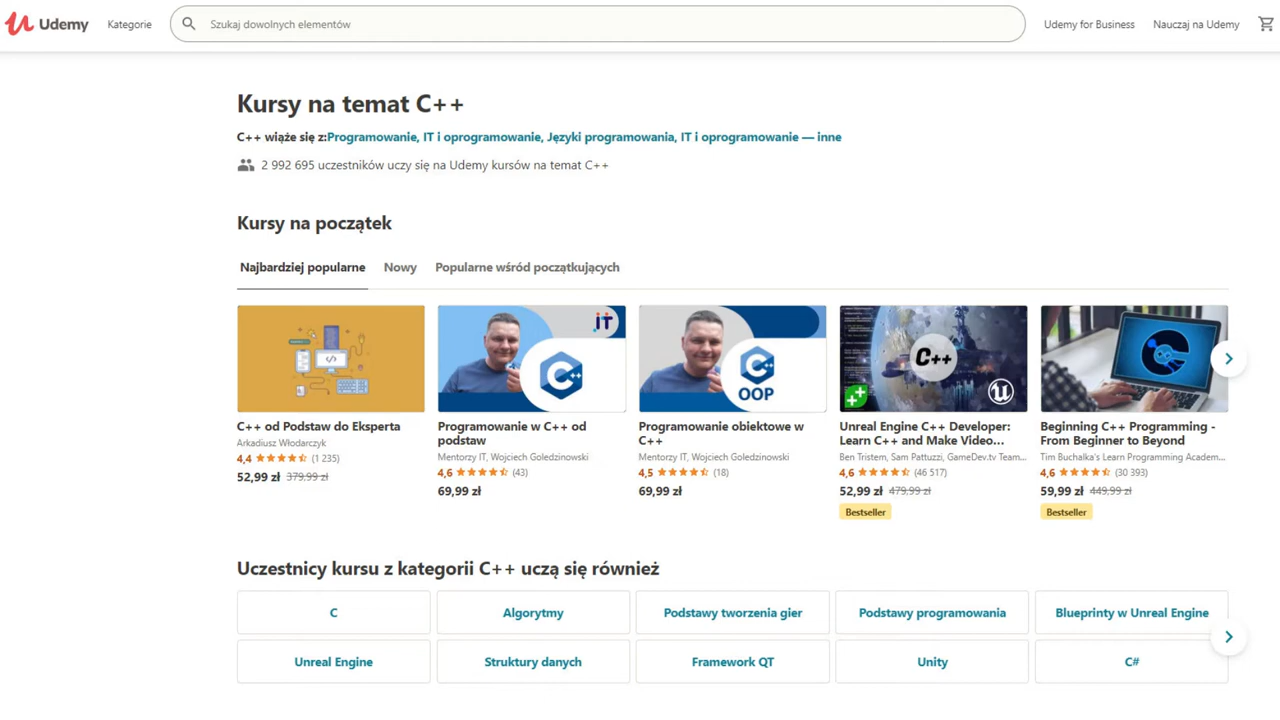 Udemy
Kategorie
Szukaj dowolnych elementów
Udemy for Business
Nauczaj na Udemy
Kursy na temat C++
C++ wiąże się z:Programowanie, IT i oprogramowanie, Języki programowania, IT i oprogramowanie — inne
2 992 695 uczestników uczy się na Udemy kursów na temat C++
Kursy na początek
Najbardziej popularne
Nowy
Popularne wśród początkujących
iT
C++
C++
OOP
C++
C++ od Podstaw do Eksperta
Arkadiusz Włodarczyk
4,4 (1 235)
52,99 zł 379,99 zł
Programowanie w C++ od
podstaw
Mentorzy IT, Wojciech Goledzinowski
4,6 (43)
69,99 zł
Programowanie obiektowe w
C++
Mentorzy IT, Wojciech Goledzinowski
4,5 (18)
69,99 zł
Unreal Engine C++ Developer:
Learn C++ and Make Video...
Ben Tristem, Sam Pattuzzi, GameDev.tv Team...
4,6 (46 517)
52,99 zł 479,99 zł
Bestseller
Beginning C++ Programming -
From Beginner to Beyond
Tim Buchalka's Learn Programming Academ...
4,6 (30 393)
59,99 zł 449,99 zł
Bestseller
Uczestnicy kursu z kategorii C++ uczą się również
C
Algorytmy
Podstawy tworzenia gier
Podstawy programowania
Blueprinty w Unreal Engine
Unreal Engine
Struktury danych
Framework QT
Unity
C#